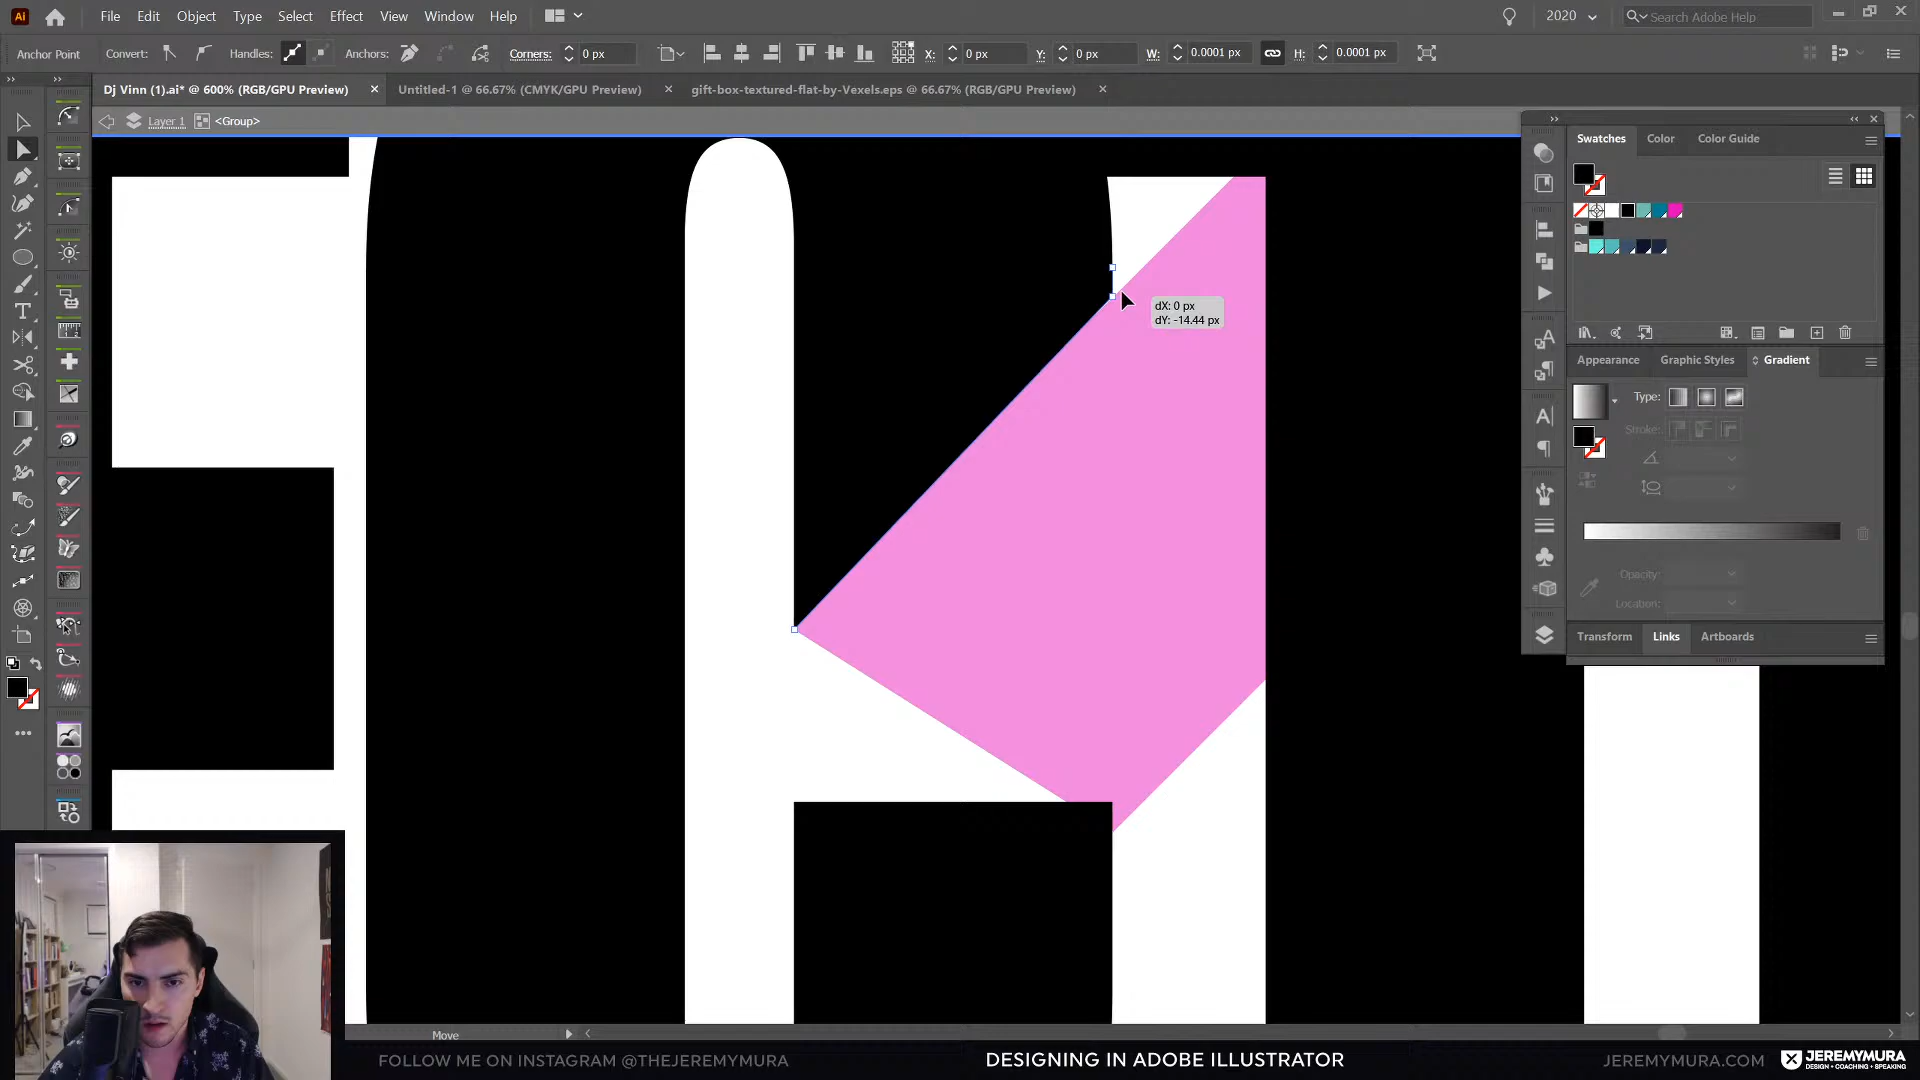 Ai File Edit Object Type Select Effect View Window Help 2020 Search Adobe Help
Anchor Point Convert: Handles: Anchors: Corners: 0 px X: 0 px Y: 0 px W: 0.0001 px H: 0.0001 px
Dj Vinn (1).ai* @ 600% (RGB/GPU Preview) Untitled-1 @ 66.67% (CMYK/GPU Preview) gift-box-textured-flat-by-Vexels.eps @ 66.67% (RGB/GPU Preview)
Layer 1 <Group>
Swatches Color Color Guide
dX: 0 px
dY: -14.44 px
Appearance Graphic Styles Gradient
Type:
Stroke:
Opacity:
Location:
Transform Links Artboards
Move
FOLLOW ME ON INSTAGRAM @THEJEREMYMURA DESIGNING IN ADOBE ILLUSTRATOR JEREMYMURA.COM JEREMYMURA
DESIGN • COACHING • SPEAKING